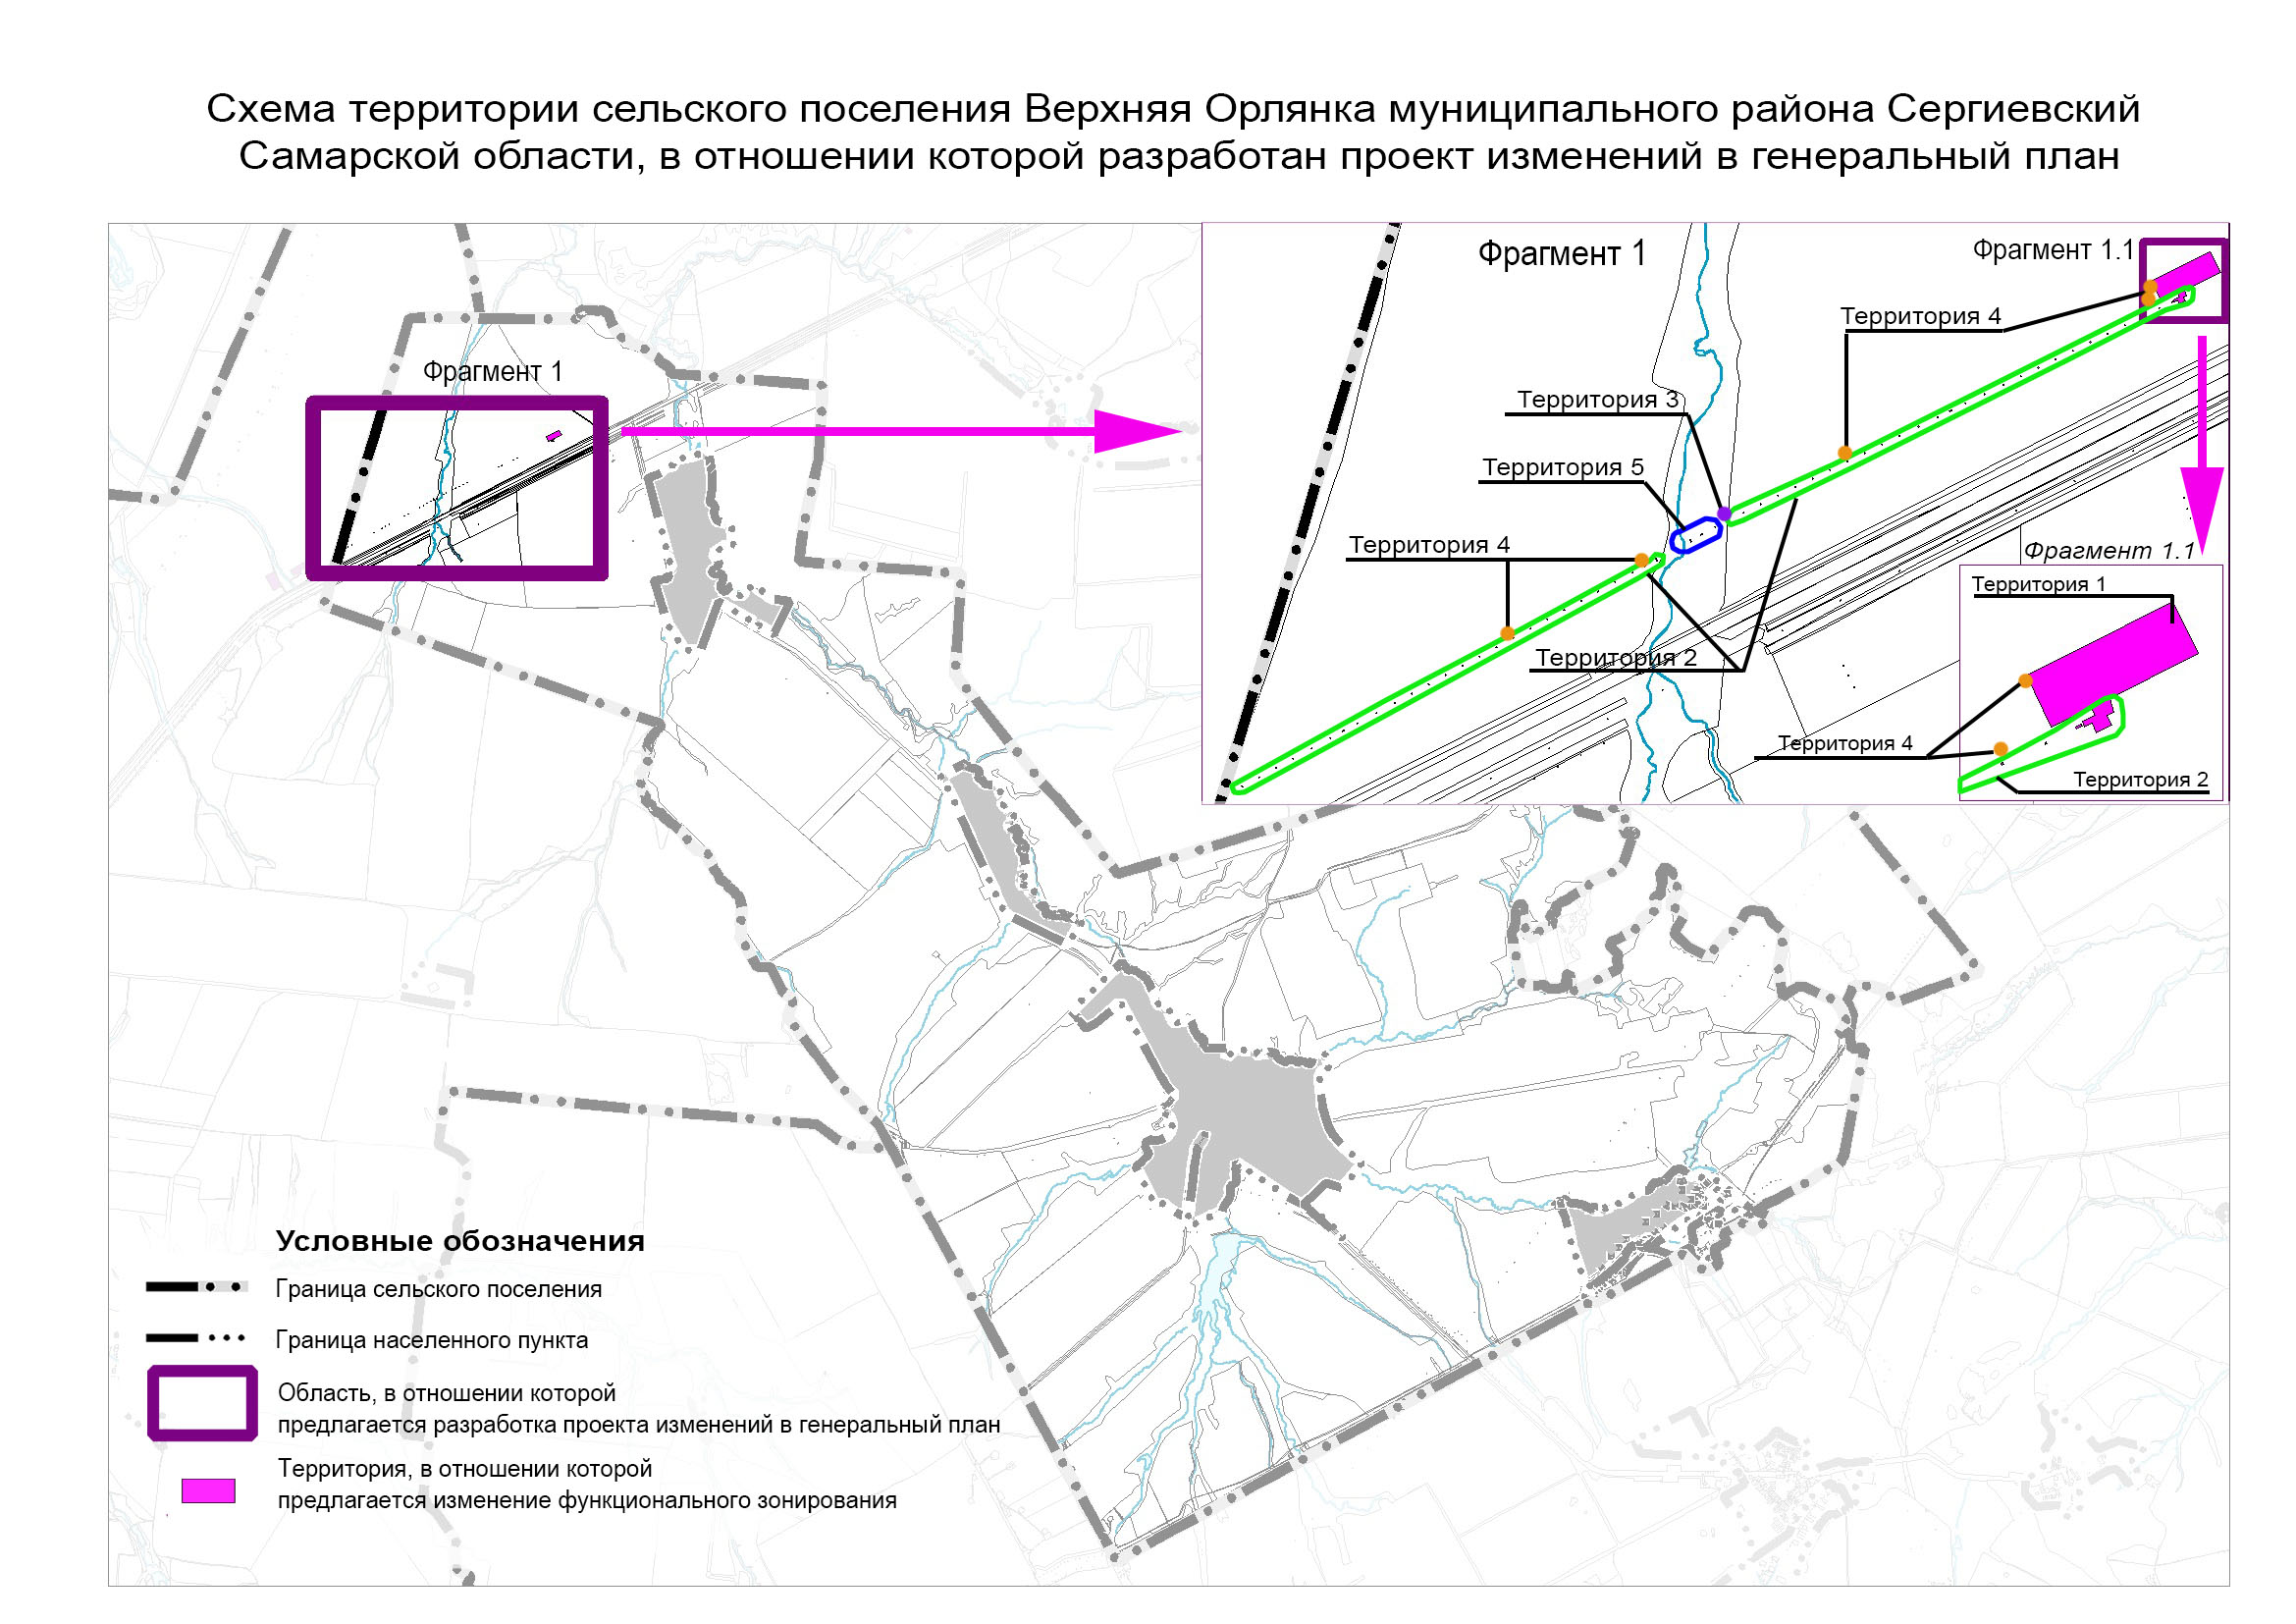 Схема территории сельского поселения Верхняя Орлянка муниципального района Сергиевский
Самарской области, в отношении которой разработан проект изменений в генеральный план
Фрагмент 1
Фрагмент 1
Фрагмент 1.1
Территория 4
Территория 3
Территория 5
Территория 4
Территория 2
Фрагмент 1.1
Территория 1
Территория 4
Территория 2
Условные обозначения
Граница сельского поселения
Граница населенного пункта
Область, в отношении которой
предлагается разработка проекта изменений в генеральный план
Территория, в отношении которой
предлагается изменение функционального зонирования